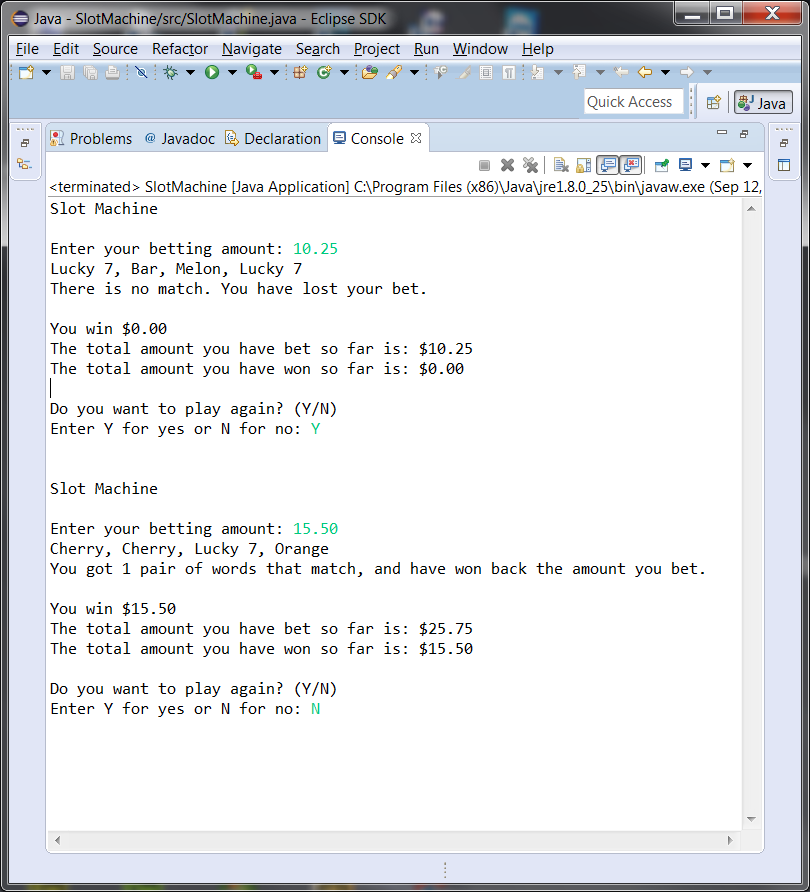 Java - SlotMachine/src/SlotMachine.java - Eclipse SDK
File Edit Source Refactor Navigate Search Project Run Window Help
Quick Access
Java
Problems @ Javadoc Declaration Console
<terminated> SlotMachine [Java Application] C:\Program Files (x86)\Java\jre1.8.0_25\bin\javaw.exe (Sep 12,
Slot Machine
Enter your betting amount: 10.25
Lucky 7, Bar, Melon, Lucky 7
There is no match. You have lost your bet.
You win $0.00
The total amount you have bet so far is: $10.25
The total amount you have won so far is: $0.00
Do you want to play again? (Y/N)
Enter Y for yes or N for no: Y
Slot Machine
Enter your betting amount: 15.50
Cherry, Cherry, Lucky 7, Orange
You got 1 pair of words that match, and have won back the amount you bet.
You win $15.50
The total amount you have bet so far is: $25.75
The total amount you have won so far is: $15.50
Do you want to play again? (Y/N)
Enter Y for yes or N for no: N